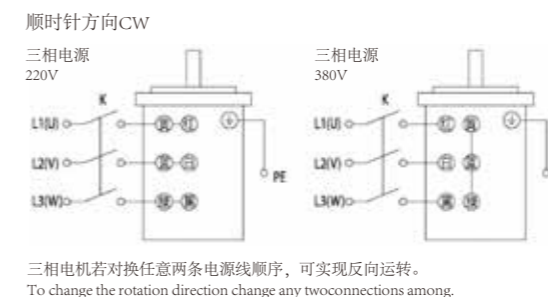 顺时针方向CW
三相电源
220V
K
L1(U)
L2(V)
L3(W)
PE
三相电源
380V
K
L1(U)
L2(V)
L3(W)
三相电机若对换任意两条电源线顺序，可实现反向运转。
To change the rotation direction change any twoconnections among.